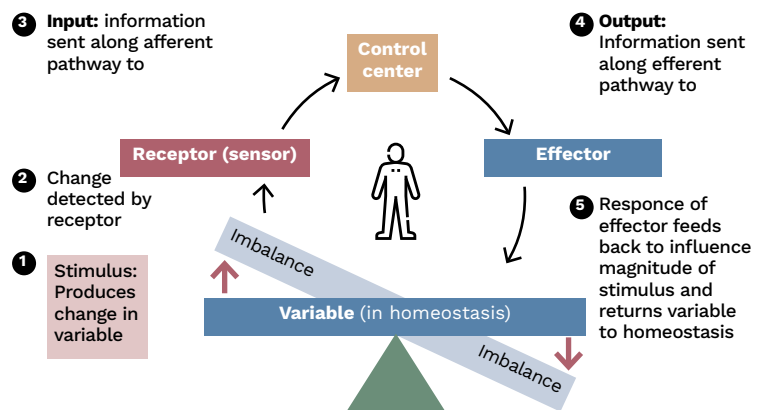 3 Input: information
sent along afferent
pathway to
Control
center
4 Output:
Information sent
along efferent
pathway to
Receptor (sensor)
Effector
2 Change
detected by
receptor
1 Stimulus:
Produces
change in
variable
Imbalance
Variable (in homeostasis)
Imbalance
5 Responce of
effector feeds
back to influence
magnitude of
stimulus and
returns variable
to homeostasis